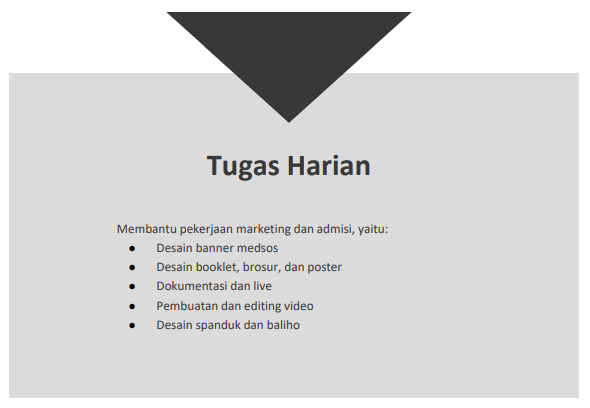 Tugas Harian
Membantu pekerjaan marketing dan admisi, yaitu:
● Desain banner medsos
● Desain booklet, brosur, dan poster
● Dokumentasi dan live
● Pembuatan dan editing video
● Desain spanduk dan baliho